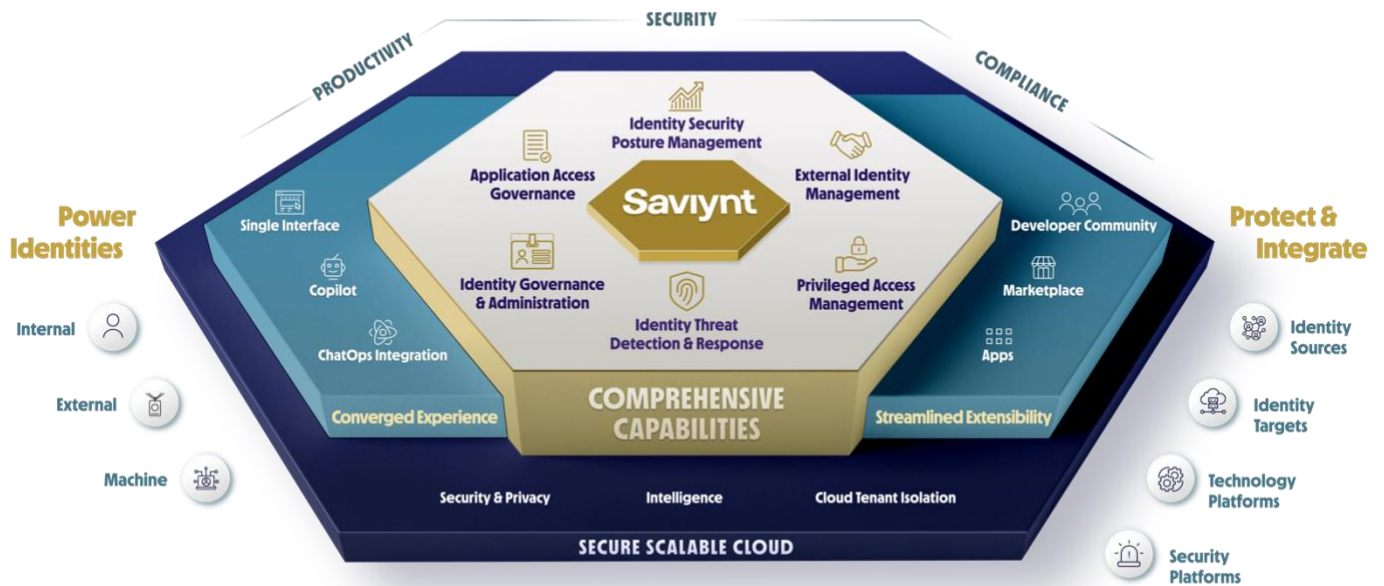 SECURITY
PRODUCTIVITY
COMPLIANCE
Identity Security
Posture Management
Application Access
Governance
External Identity
Management
Saviynt
Identity Governance
& Administration
Privileged Access
Management
Identity Threat
Detection & Response
Single Interface
Copilot
ChatOps Integration
Developer Community
Marketplace
Apps
Converged Experience
COMPREHENSIVE
CAPABILITIES
Streamlined Extensibility
Security & Privacy
Intelligence
Cloud Tenant Isolation
SECURE SCALABLE CLOUD
Power
Identities
Internal
External
Machine
Protect &
Integrate
Identity
Sources
Identity
Targets
Technology
Platforms
Security
Platforms